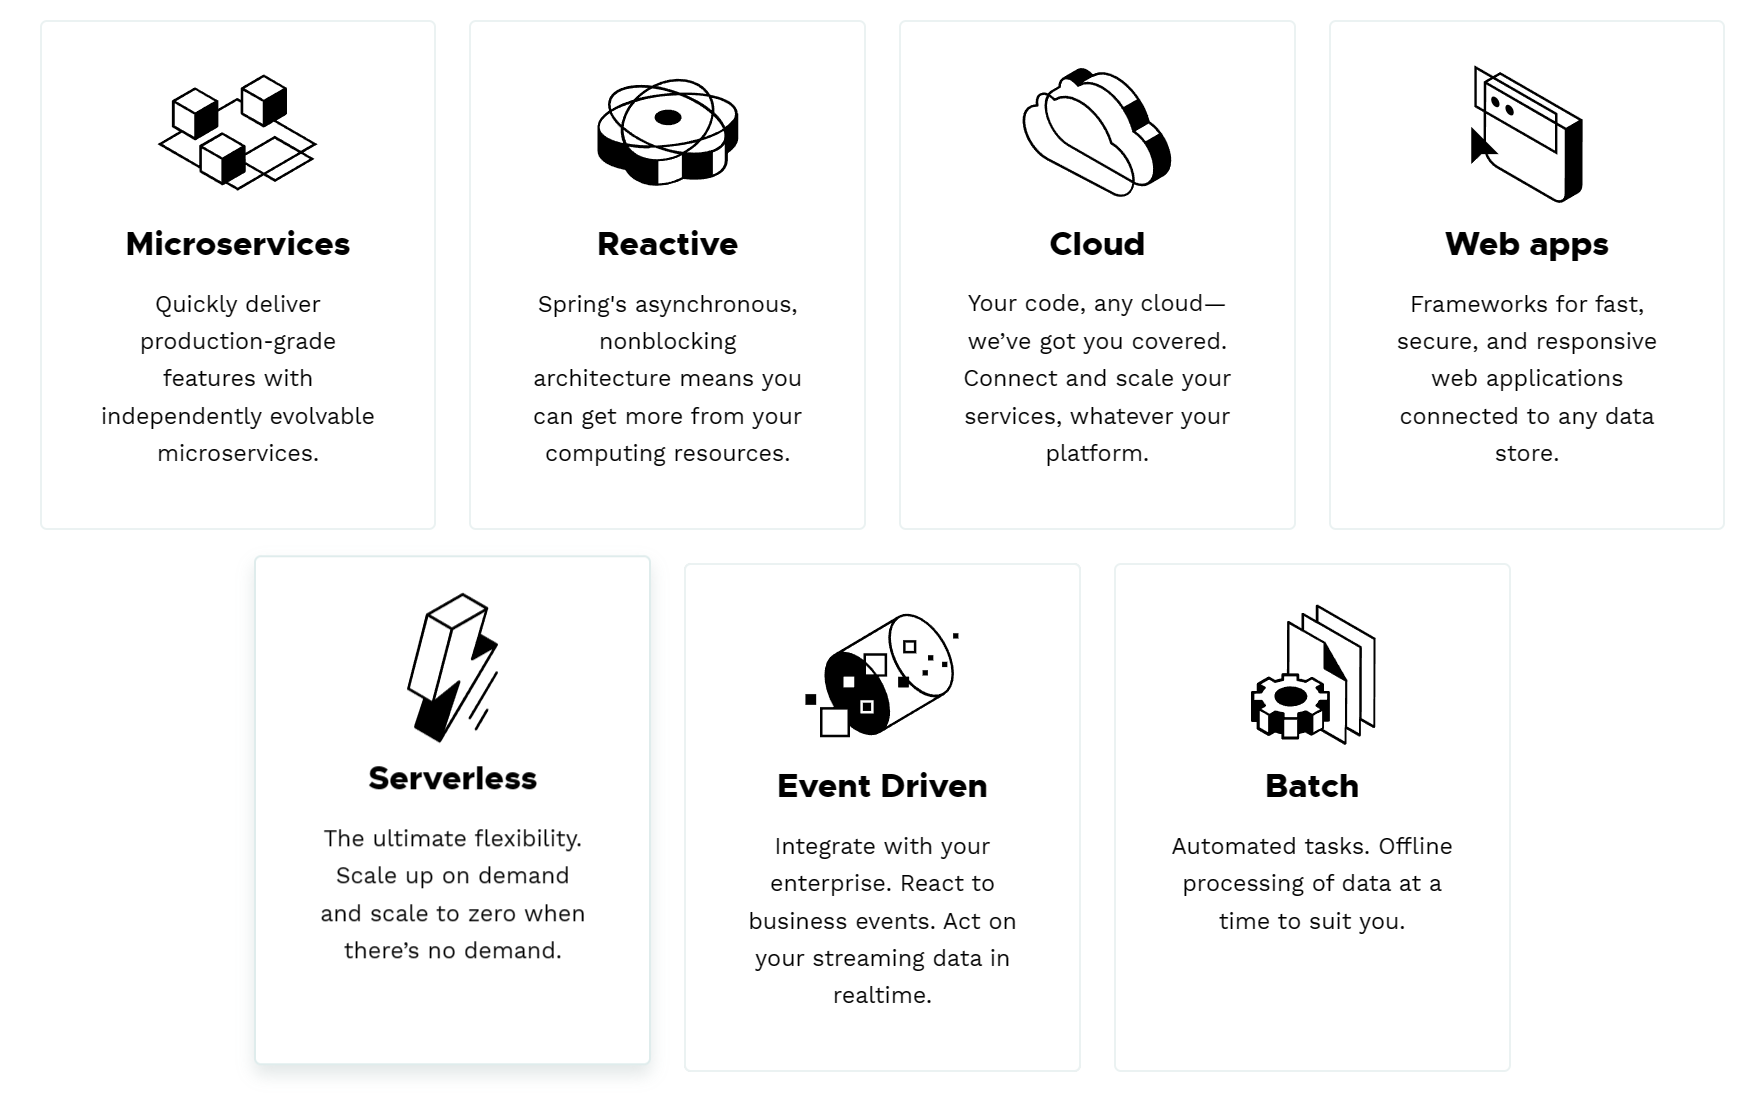 Microservices
Quickly deliver
production-grade
features with
independently evolvable
microservices.
Reactive
Spring's asynchronous,
nonblocking
architecture means you
can get more from your
computing resources.
Cloud
Your code, any cloud—
we’ve got you covered.
Connect and scale your
services, whatever your
platform.
Web apps
Frameworks for fast,
secure, and responsive
web applications
connected to any data
store.
Serverless
The ultimate flexibility.
Scale up on demand
and scale to zero when
there’s no demand.
Event Driven
Integrate with your
enterprise. React to
business events. Act on
your streaming data in
realtime.
Batch
Automated tasks. Offline
processing of data at a
time to suit you.